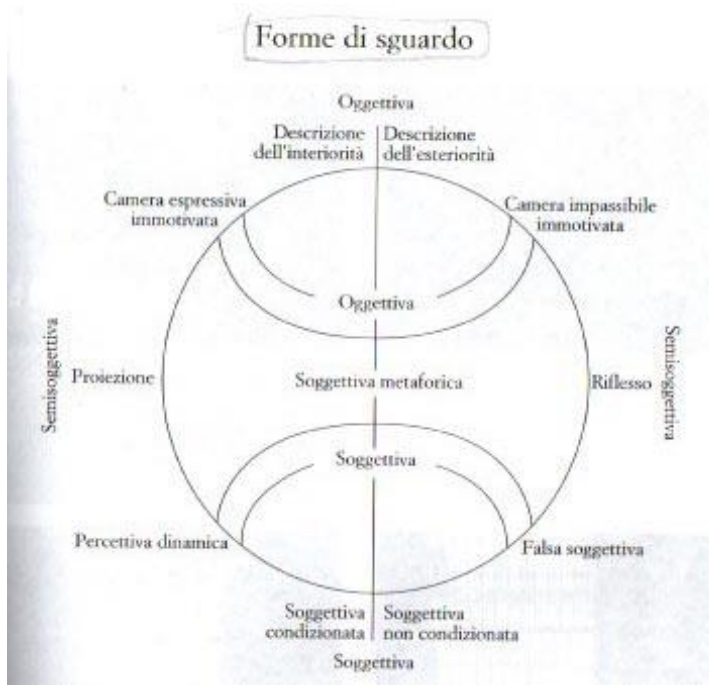 Forme di sguardo
Oggettiva
Descrizione dell'interiorità
Descrizione dell'esteriorità
Camera espressiva immotivata
Camera impassibile immotivata
Oggettiva
Semisoggettiva
Proiezione
Soggettiva metaforica
Riflesso
Semisoggettiva
Soggettiva
Percettiva dinamica
Falsa soggettiva
Soggettiva condizionata
Soggettiva non condizionata
Soggettiva